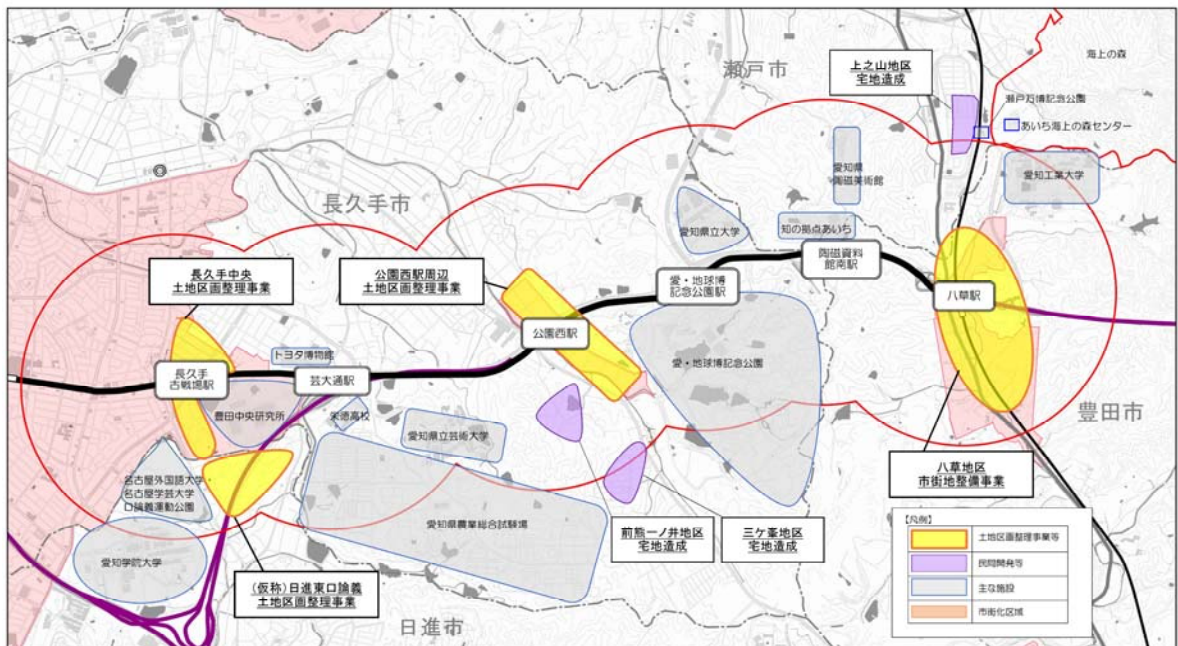 瀬戸市
海上の森
上之山地区
宅地造成
瀬戸万博記念公園
あいち海上の森センター
愛知県
陶磁美術館
愛知工業大学
長久手市
愛知県立大学
知の拠点あいち
陶磁資料
館南駅
長久手中央
土地区画整理事業
公園西駅周辺
土地区画整理事業
愛・地球博
記念公園駅
八草駅
公園西駅
トヨタ博物館
長久手
古戦場駅
芸大通駅
愛・地球博記念公園
豊田中央研究所
栄徳高校
愛知県立芸術大学
豊田市
名古屋外国語大学
名古屋学芸大学
口論義運動公園
八草地区
市街地整備事業
愛知県農業総合試験場
前熊一ノ井地区
宅地造成
三ケ峯地区
宅地造成
愛知学院大学
(仮称)日進東口論義
土地区画整理事業
日進市
【凡例】
土地区画整理事業等
民間開発等
主な施設
市街化区域